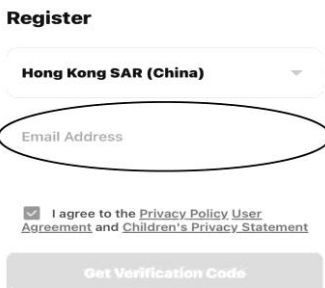 Register
Hong Kong SAR (China)
Email Address
I agree to the Privacy Policy User
Agreement and Children's Privacy Statement
Get Verification Code